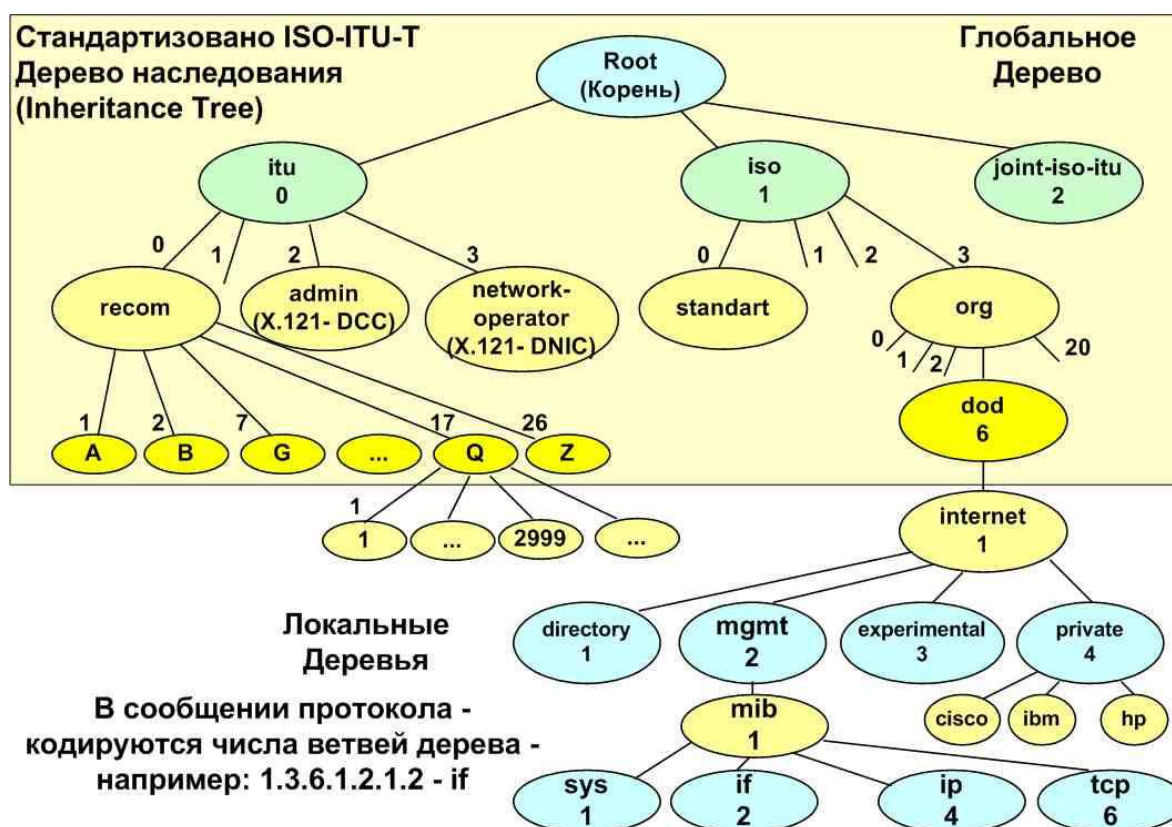 Стандартизовано ISO-ITU-T
Дерево наследования
(Inheritance Tree)
Глобальное
Дерево
Root
(Корень)
itu
0
iso
1
joint-iso-itu
2
0
1
2
3
0
1
2
3
recom
admin
(X.121- DCC)
network-
operator
(X.121- DNIC)
standart
org
0
1
2
20
dod
6
1
2
7
17
26
A
B
G
...
Q
Z
1
1
...
2999
...
internet
1
Локальные
Деревья
directory
1
mgmt
2
experimental
3
private
4
В сообщении протокола -
кодируются числа ветвей дерева -
например: 1.3.6.1.2.1.2 - if
mib
1
cisco
ibm
hp
sys
1
if
2
ip
4
tcp
6